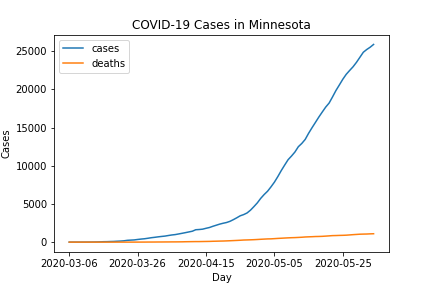 COVID-19 Cases in Minnesota
cases
deaths
25000
20000
15000
10000
5000
0
Cases
2020-03-06 2020-03-26 2020-04-15 2020-05-05 2020-05-25
Day